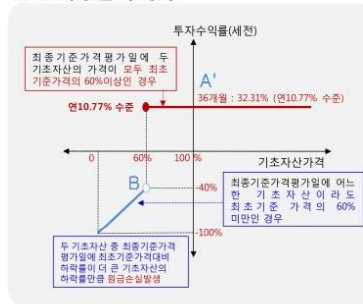 투자수익률(세전)
최종기준가격평가일에 두
기초자산의 가격이 모두 최초
기준가격의 60%이상인 경우
A'
연10.77% 수준
36개월 : 32.31% (연10.77% 수준)
0
60%
100 %
기초자산가격
B
-40%
최종기준가격평가일에 어느
한 기초자산이라도
최초기준 가격의 60%
미만인 경우
-100%
두 기초자산 중 최종기준가격
평가일에 최초기준가격대비
하락률이 더 큰 기초자산의
하락률만큼 원금손실발생